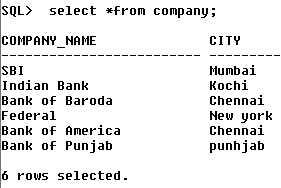 SQL>  select *from company;
COMPANY_NAME              CITY
------------------------- ----------
SBI                       Mumbai
Indian Bank               Kochi
Bank of Baroda            Chennai
Federal                   New york
Bank of America           Chennai
Bank of Punjab            punhjab
6 rows selected.